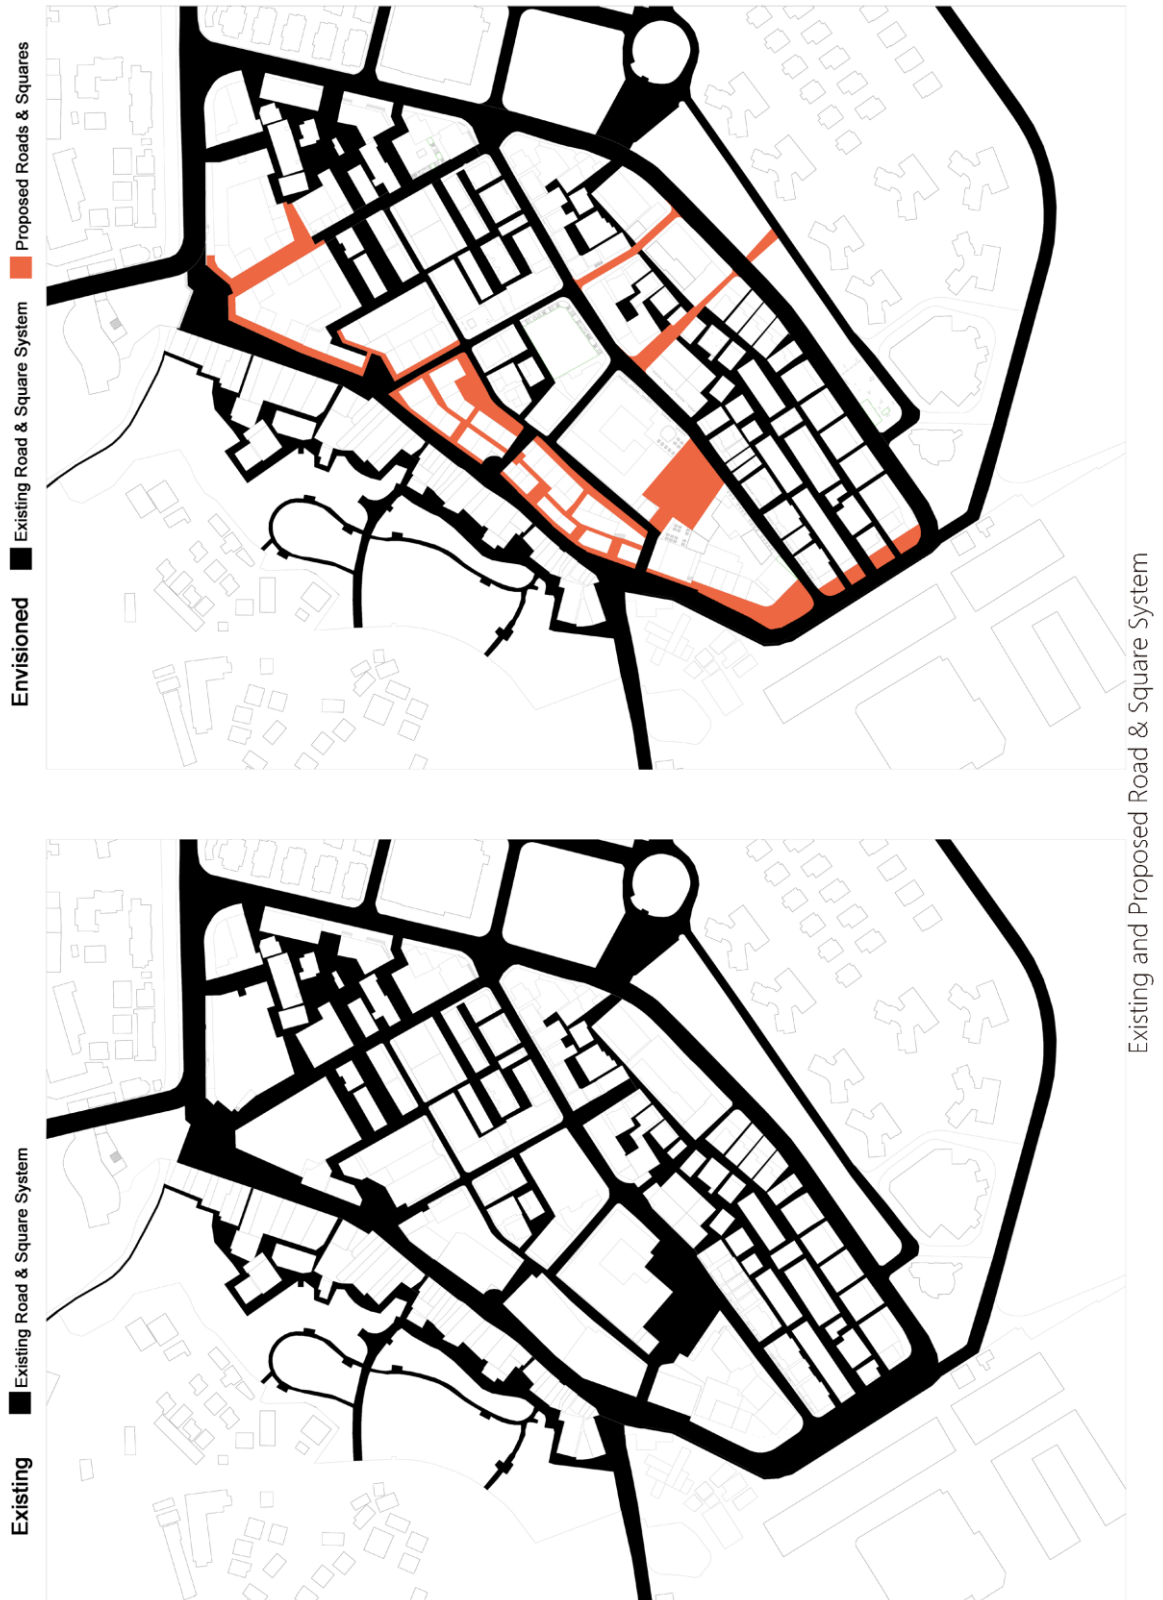 Existing
Existing Road & Square System
Envisioned
Existing Road & Square System
Proposed Roads & Squares
Existing and Proposed Road & Square System